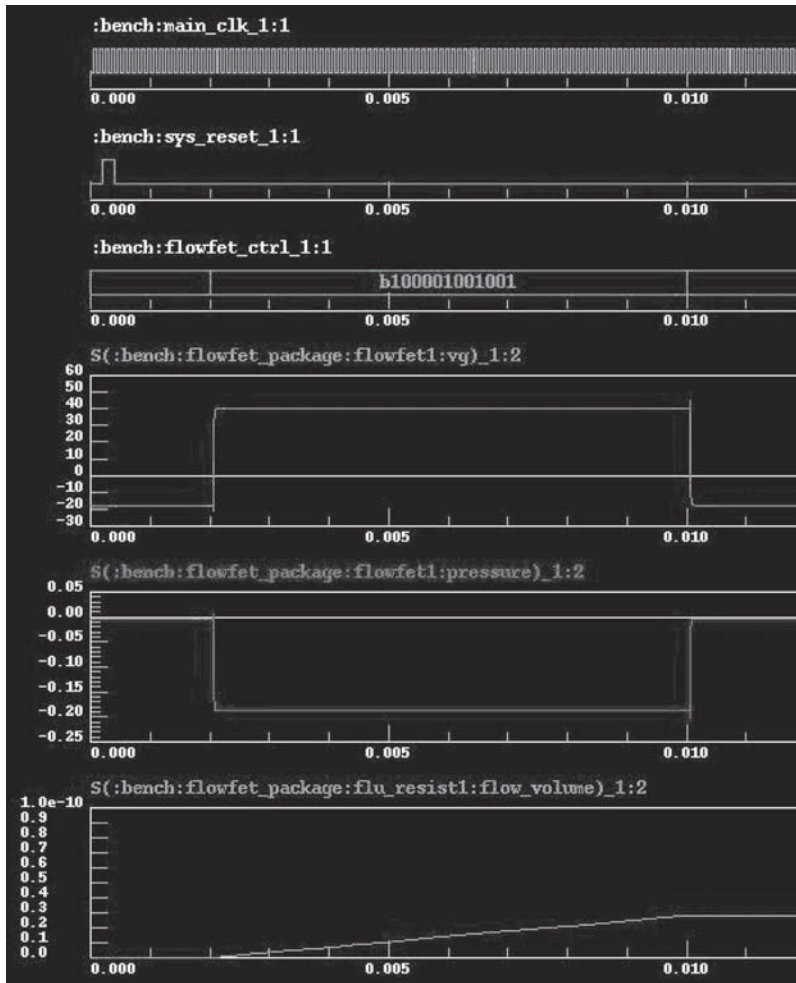 :bench:main_clk_1:1
0.000 0.005 0.010
:bench:sys_reset_1:1
0.000 0.005 0.010
:bench:flowfet_ctrl_1:1
b100001001001
0.000 0.005 0.010
S(:bench:flowfet_package:flowfet1:vg)_1:2
60
50
40
30
20
10
0
-10
-20
-30
0.000 0.005 0.010
S(:bench:flowfet_package:flowfet1:pressure)_1:2
0.05
0.00
-0.05
-0.10
-0.15
-0.20
-0.25
0.000 0.005 0.010
S(:bench:flowfet_package:flu_resist1:flow_volume)_1:2
1.0e-10
0.9
0.8
0.7
0.6
0.5
0.4
0.3
0.2
0.1
0.0
0.000 0.005 0.010